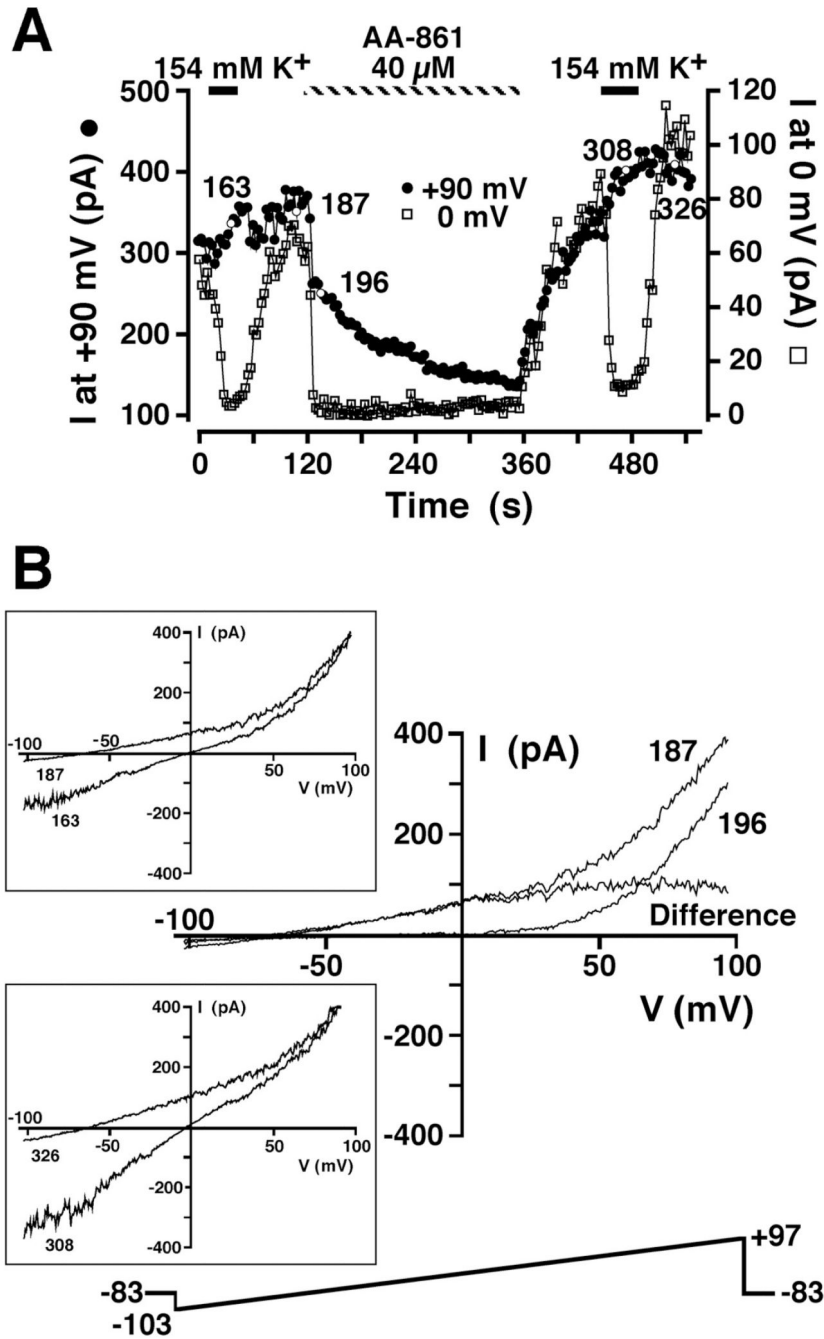 A
AA-861
154 mM K+ 40 µM 154 mM K+
I at +90 mV (pA)
500
400
300
200
100
163
187
196
+90 mV
0 mV
308
326
120
100
80
60
40
20
0
I at 0 mV (pA)
0 120 240 360 480
Time (s)
B
400 I (pA)
200
-100 -50
50 100
V (mV)
187
163
-200
-400
400
I (pA)
200
187
196
Difference
-100
-50
50 100
V (mV)
-200
-400
400 I (pA)
200
-100
-50 50 100
V (mV)
326
308
-200
-400
+97
-83 -83
-103